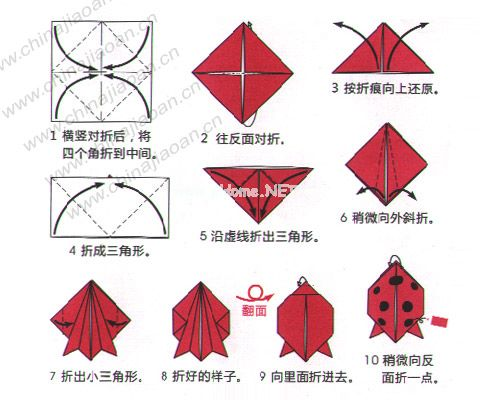 www.chinajiaoan.cn
www.chinajiaoan.cn
www.chinajiaoan.cn
1 横竖对折后，将
四个角折到中间。
2 往反面对折。
3 按折痕向上还原。
4 折成三角形。
Home.NET
5 沿虚线折出三角形。
6 稍微向外斜折。
7 折出小三角形。
8 折好的样子。
翻面
9 向里面折进去。
10 稍微向反
面折一点。